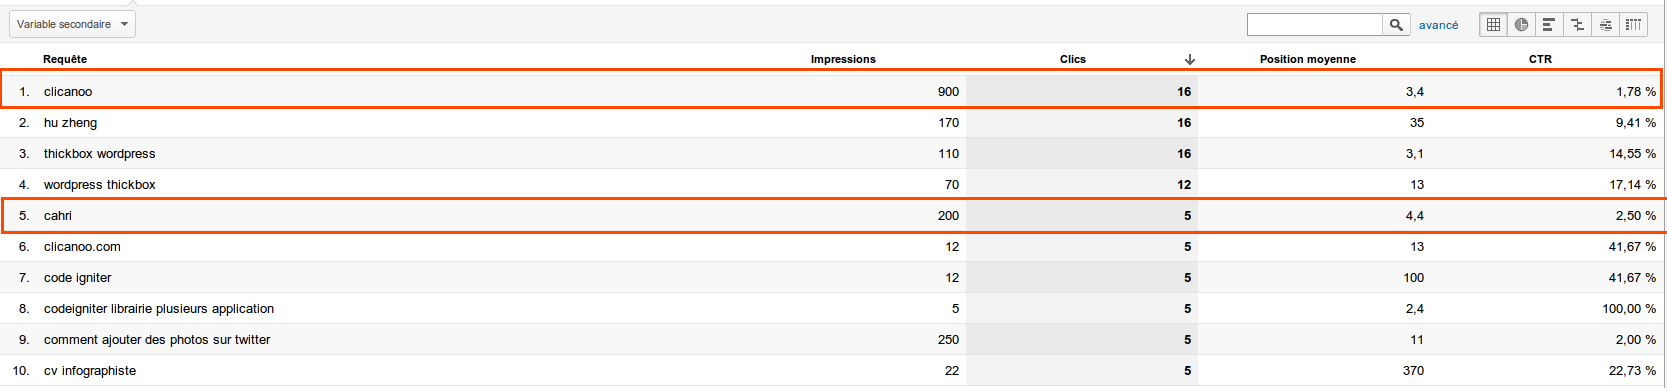 Variable secondaire
avancé
Requête Impressions Clics Position moyenne CTR
1. clicanoo 900 16 3,4 1,78 %
2. hu zheng 170 16 35 9,41 %
3. thickbox wordpress 110 16 3,1 14,55 %
4. wordpress thickbox 70 12 13 17,14 %
5. cahri 200 5 4,4 2,50 %
6. clicanoo.com 12 5 13 41,67 %
7. code igniter 12 5 100 41,67 %
8. codeigniter librairie plusieurs application 5 5 2,4 100,00 %
9. comment ajouter des photos sur twitter 250 5 11 2,00 %
10. cv infographiste 22 5 370 22,73 %